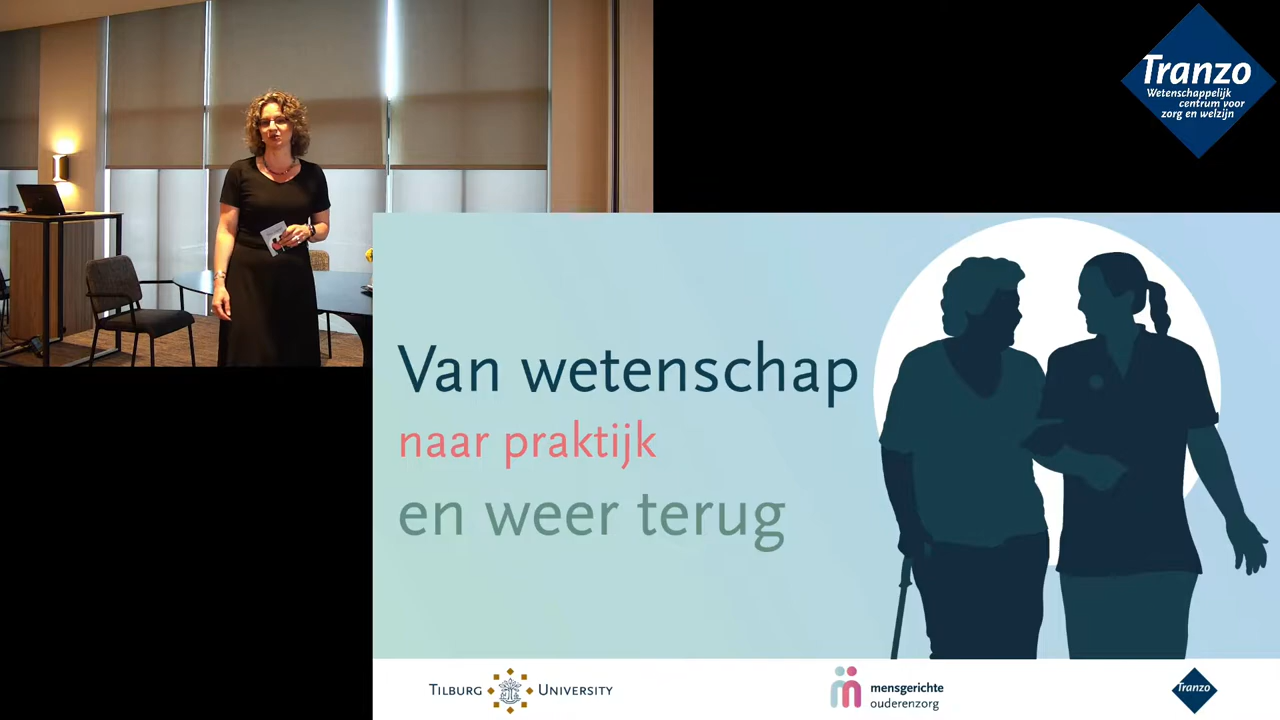 Tranzo
Wetenschappelijk
centrum voor
zorg en welzijn
Van wetenschap
naar praktijk
en weer terug
TILBURG UNIVERSITY
mensgerichte
ouderenzorg
Tranzo